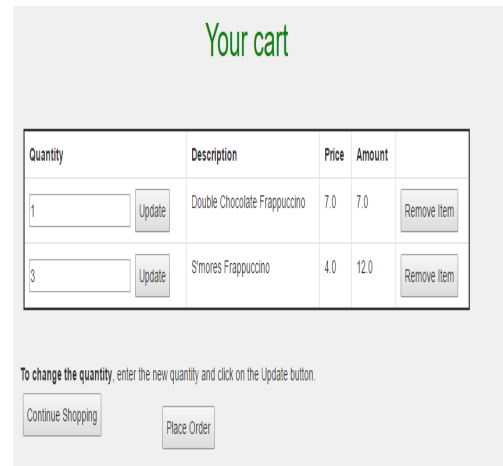 Your cart
Quantity Description Price Amount
1 Update Double Chocolate Frappuccino 7.0 7.0 Remove Item
3 Update S'mores Frappuccino 4.0 12.0 Remove Item
To change the quantity, enter the new quantity and click on the Update button.
Continue Shopping Place Order